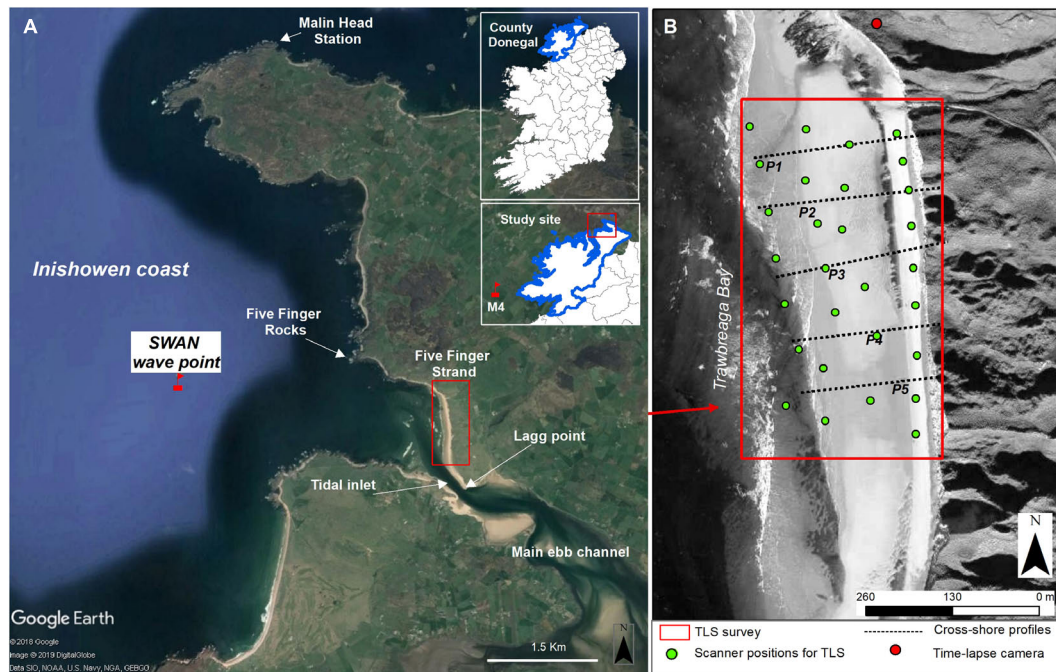 A
Malin Head
Station
County
Donegal
Study site
M4
Inishowen coast
SWAN
wave point
Five Finger
Rocks
Five Finger
Strand
Lagg point
Tidal inlet
Main ebb channel
Google Earth
© 2018 Google
Image © 2019 DigitalGlobe
Data SIO, NOAA, U.S. Navy, NGA, GEBCO
1.5 Km
N
B
P1
P2
P3
P4
P5
Trawbreaga Bay
N
260 130 0 m
TLS survey
Cross-shore profiles
Scanner positions for TLS
Time-lapse camera